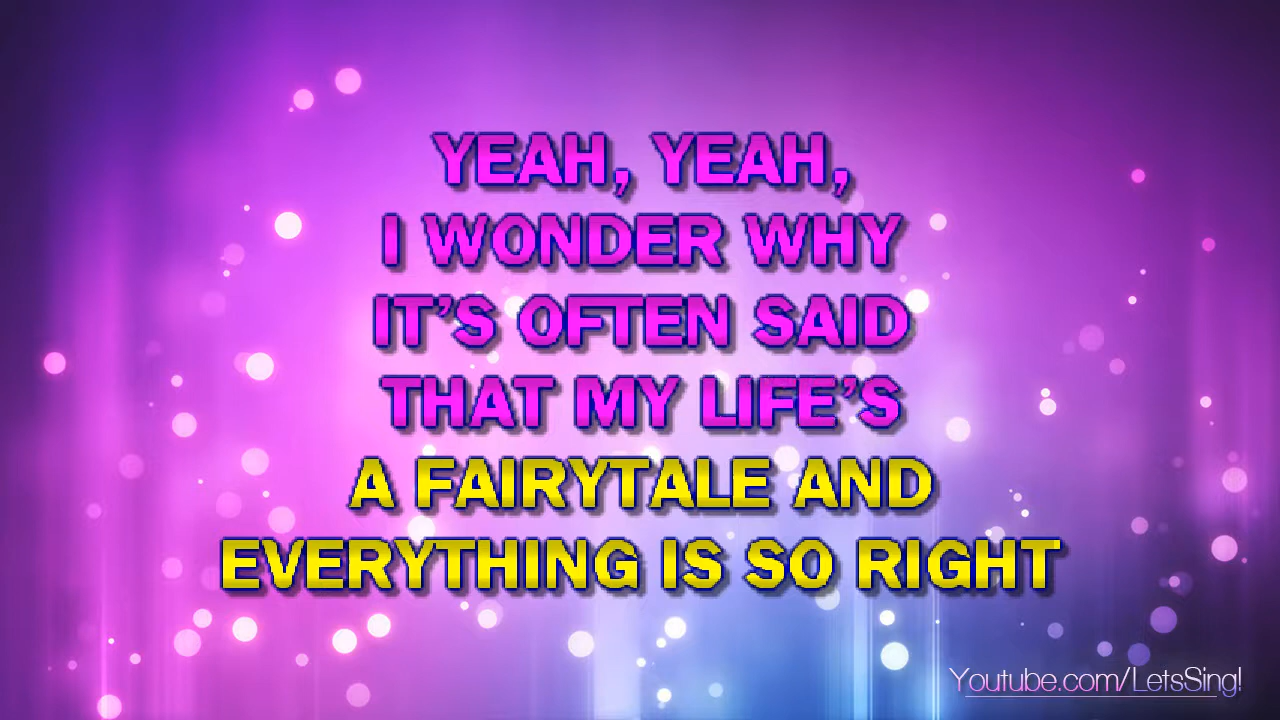 YEAH, YEAH,
I WONDER WHY
IT'S OFTEN SAID
THAT MY LIFE'S
A FAIRYTALE AND
EVERYTHING IS SO RIGHT
Youtube.com/LetsSing!